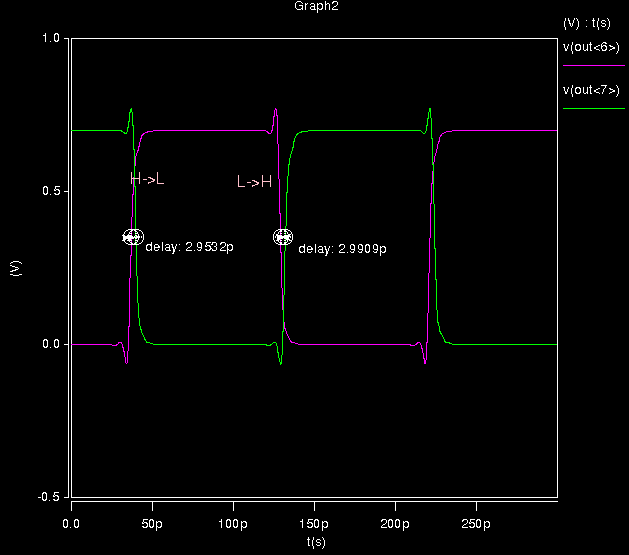 Graph2
(V) : t(s)
v(out<6>)
v(out<7>)
1.0
0.5
0.0
-0.5
(V)
H->L
L->H
delay: 2.9532p
delay: 2.9909p
0.0
50p
100p
150p
200p
250p
t(s)